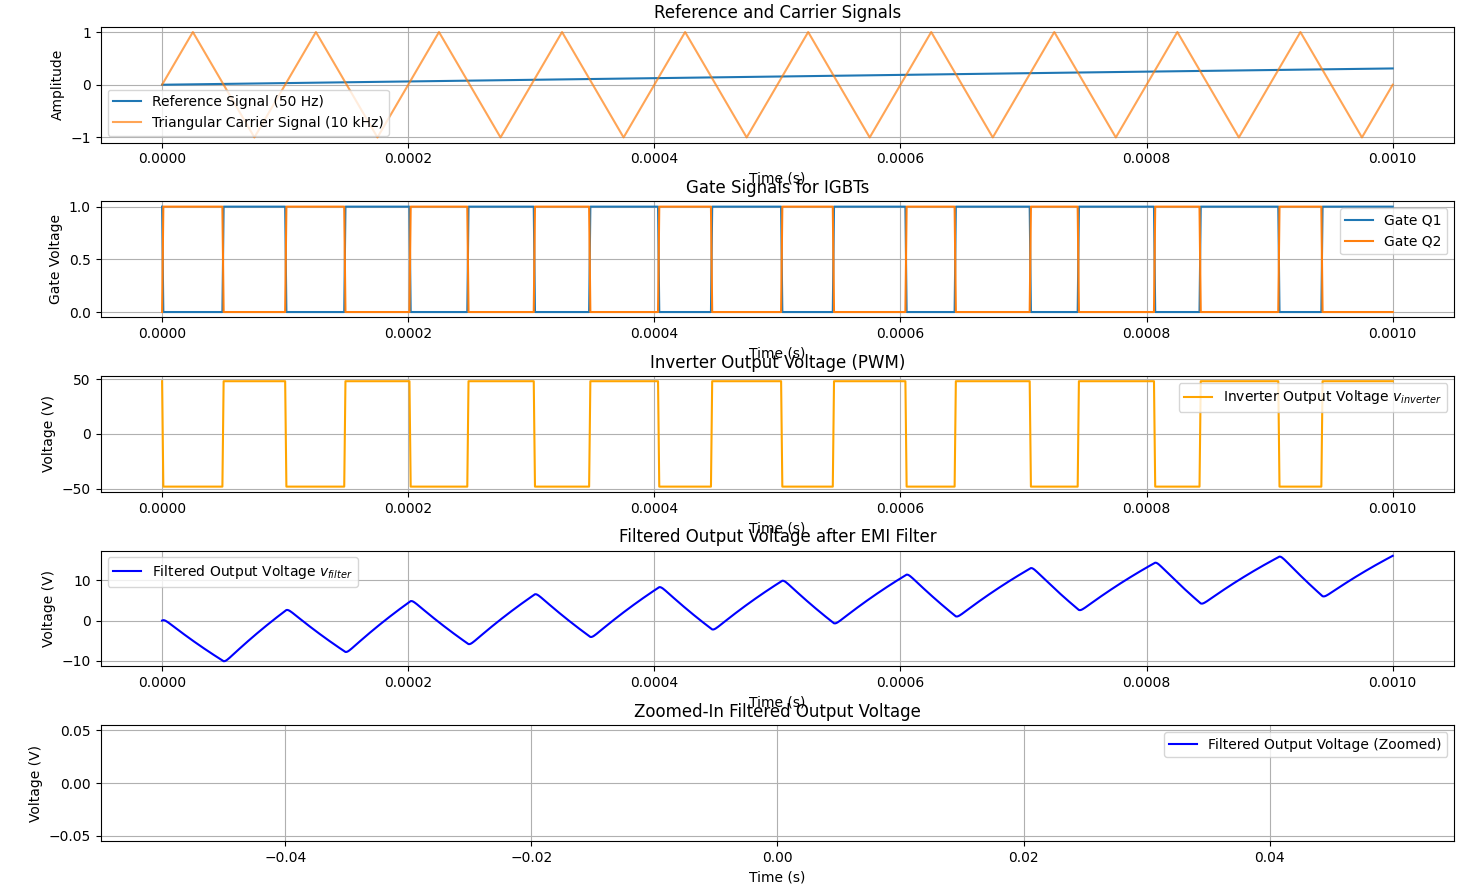 Reference and Carrier Signals
Amplitude
1
0
−1
Reference Signal (50 Hz)
Triangular Carrier Signal (10 kHz)
0.0000 0.0002 0.0004 0.0006 0.0008 0.0010
Time (s)
Gate Signals for IGBTs
Gate Voltage
1.0
0.5
0.0
Gate Q1
Gate Q2
0.0000 0.0002 0.0004 0.0006 0.0008 0.0010
Time (s)
Inverter Output Voltage (PWM)
Voltage (V)
50
0
−50
Inverter Output Voltage vinverter
0.0000 0.0002 0.0004 0.0006 0.0008 0.0010
Time (s)
Filtered Output Voltage after EMI Filter
Voltage (V)
10
0
−10
Filtered Output Voltage vfilter
0.0000 0.0002 0.0004 0.0006 0.0008 0.0010
Time (s)
Zoomed-In Filtered Output Voltage
Voltage (V)
0.05
0.00
−0.05
Filtered Output Voltage (Zoomed)
−0.04 −0.02 0.00 0.02 0.04
Time (s)